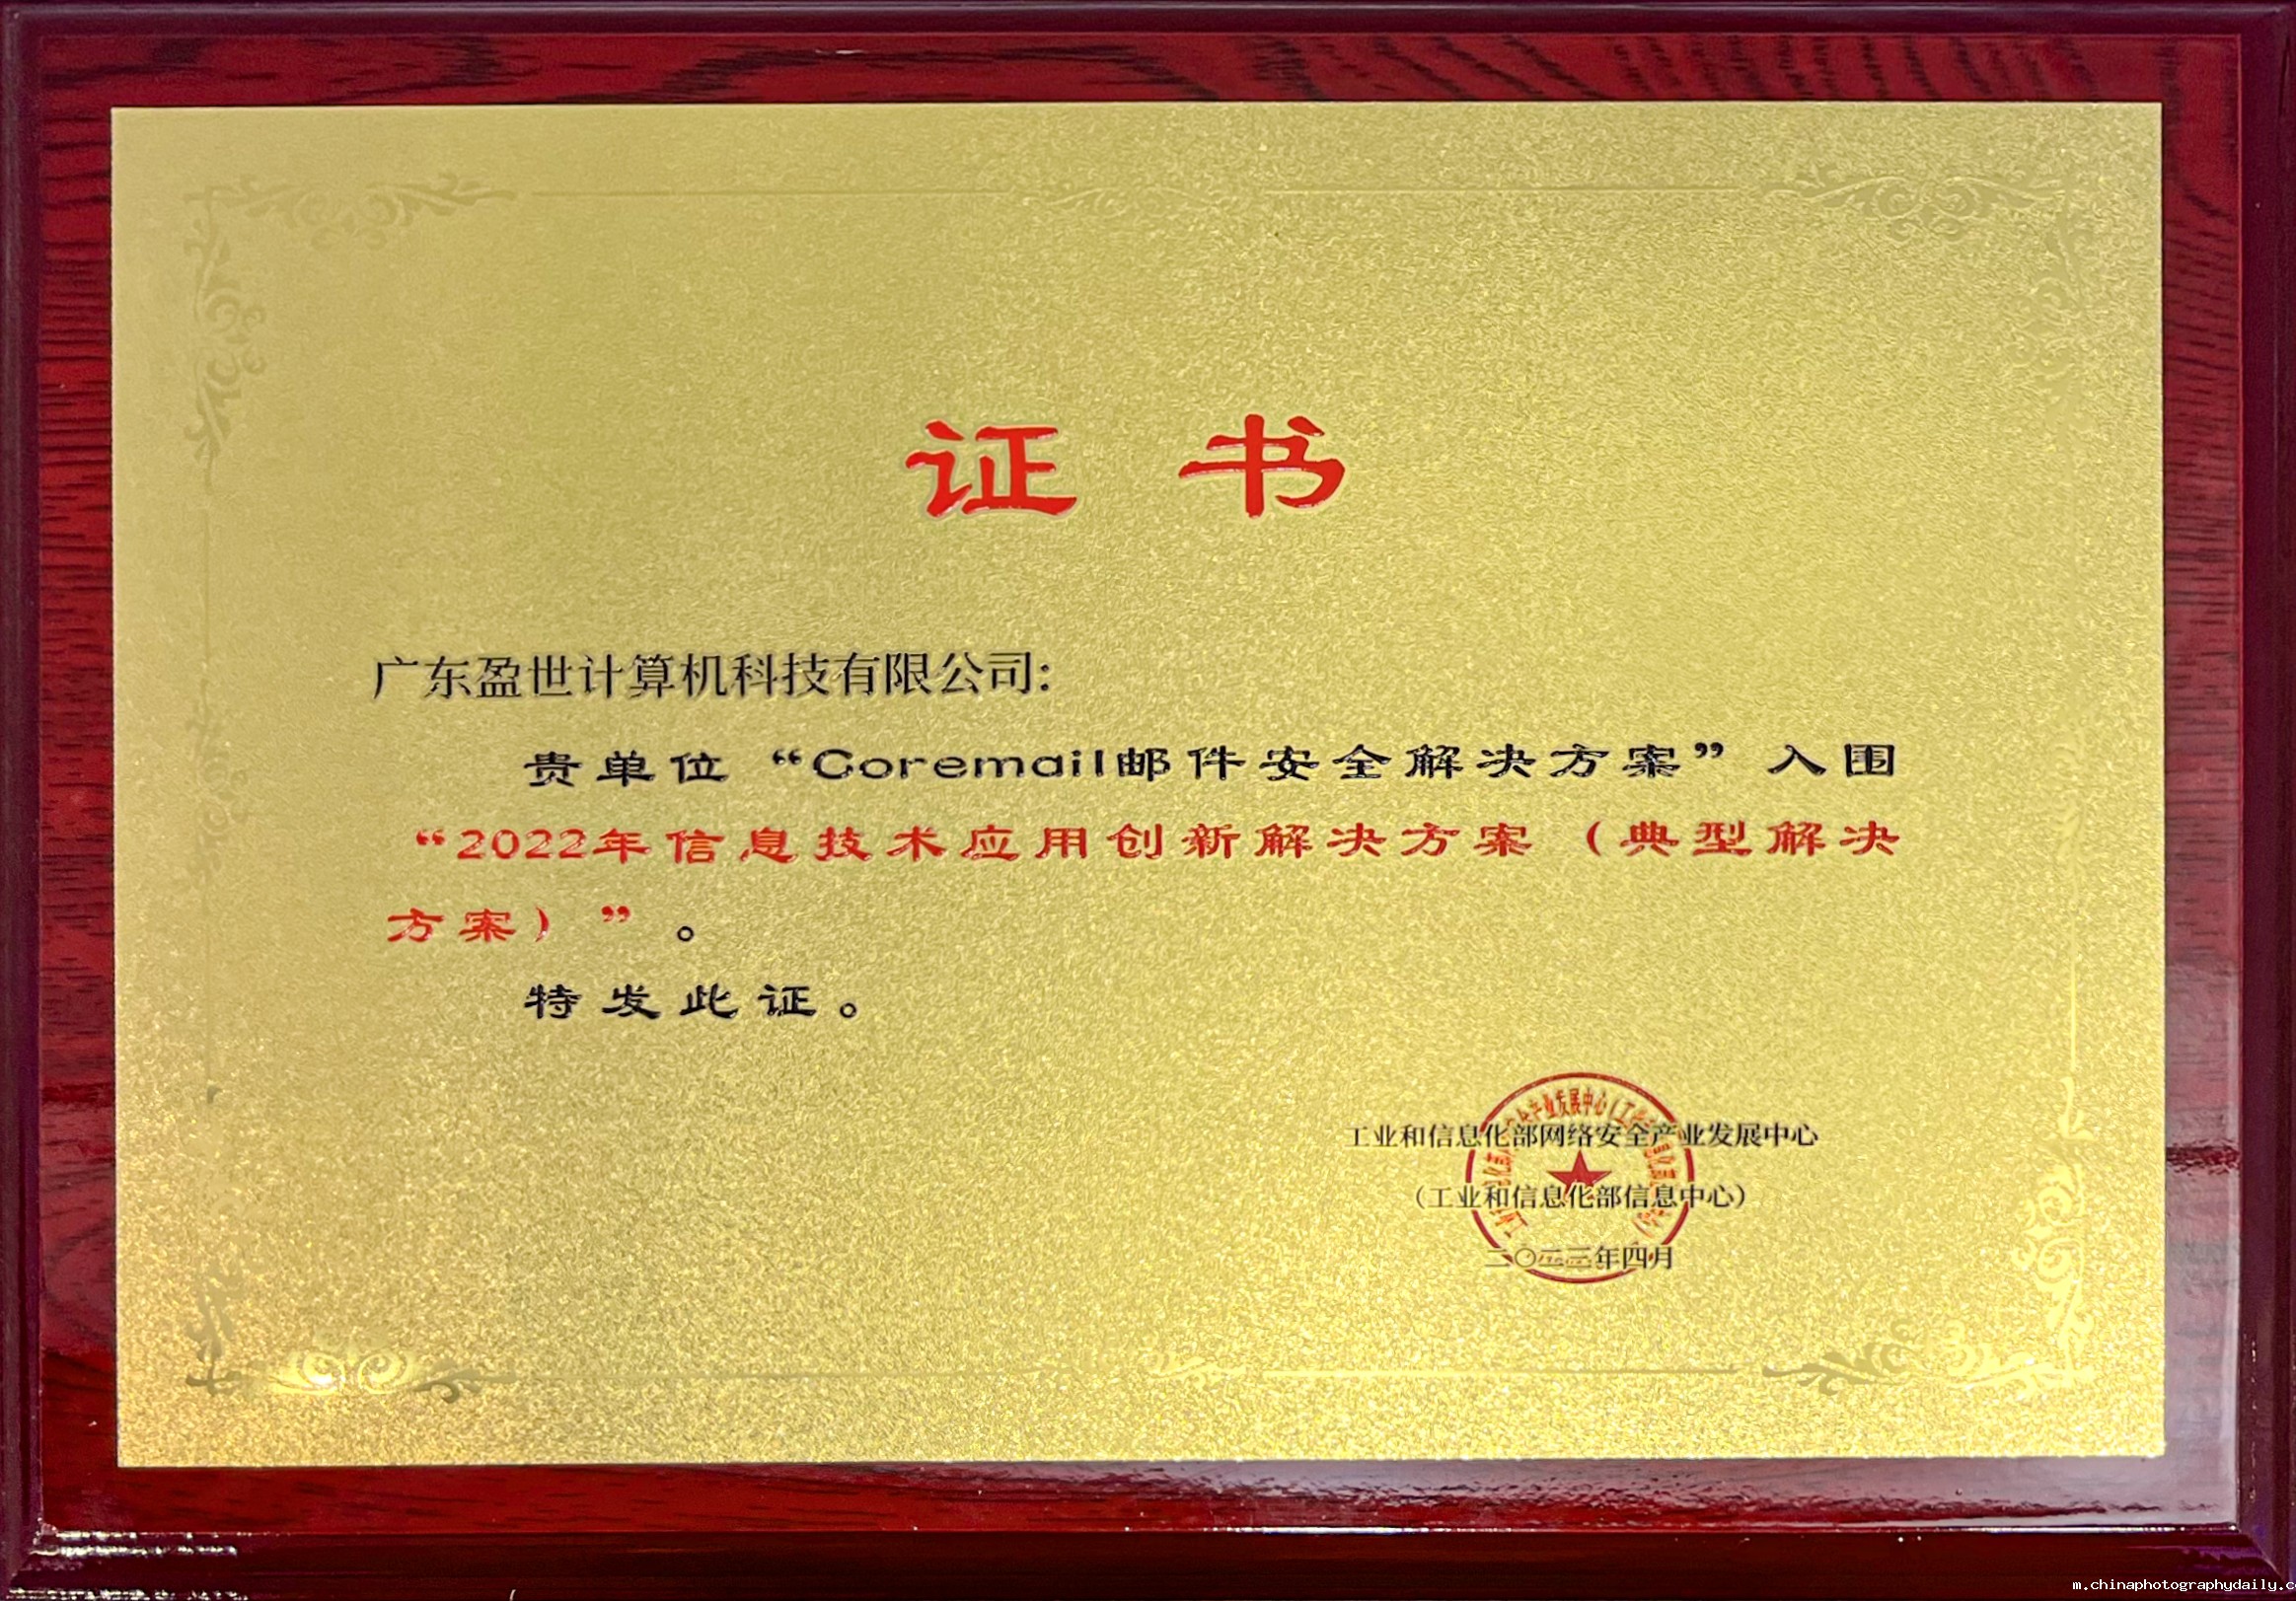 证书
广东盈世计算机科技有限公司:
贵单位“Coremail邮件安全解决方案”入围
“2022年信息技术应用创新解决方案（典型解决
方案）”。
特发此证。
工业和信息化部网络安全产业发展中心
（工业和信息化部信息中心）
二〇二三年四月
m.chinaphotographydaily.c